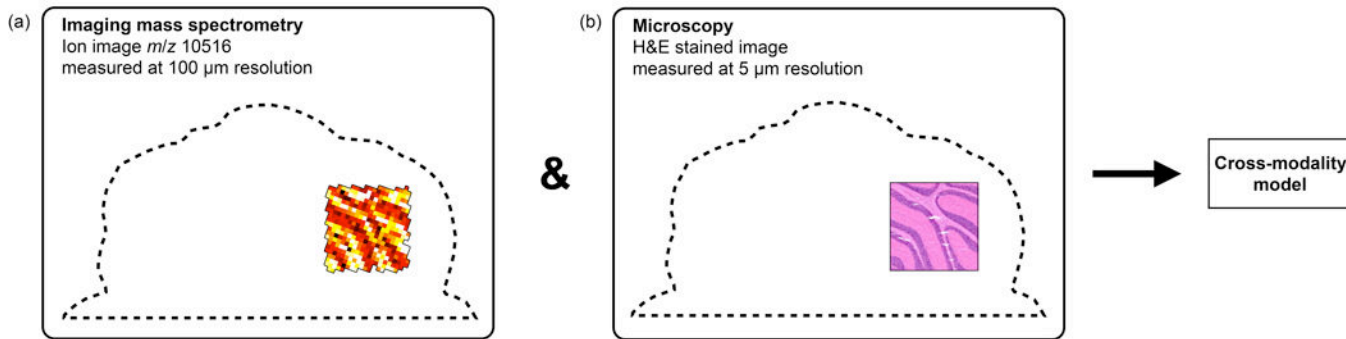 (a)
Imaging mass spectrometry
Ion image m/z 10516
measured at 100 µm resolution
&
(b)
Microscopy
H&E stained image
measured at 5 µm resolution
Cross-modality
model